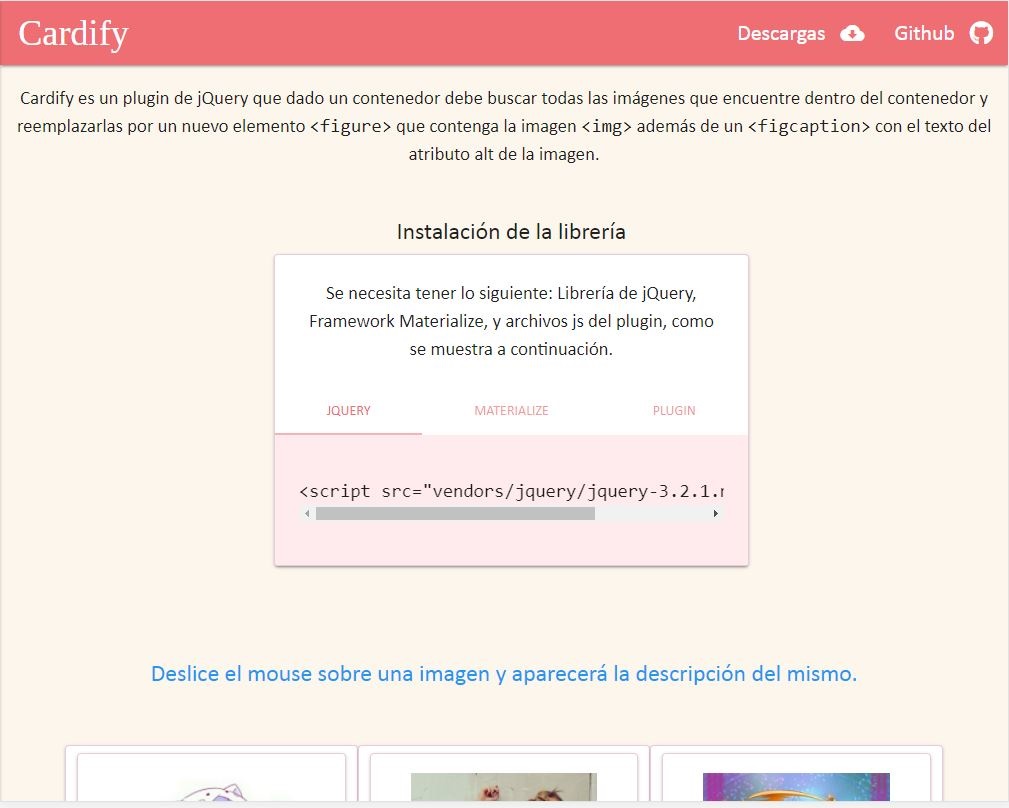 Cardify
Descargas
Github
Cardify es un plugin de jQuery que dado un contenedor debe buscar todas las imágenes que encuentre dentro del contenedor y
reemplazarlas por un nuevo elemento <figure> que contenga la imagen <img> además de un <figcaption> con el texto del
atributo alt de la imagen.
Instalación de la librería
Se necesita tener lo siguiente: Librería de jQuery,
Framework Materialize, y archivos js del plugin, como
se muestra a continuación.
JQUERY
MATERIALIZE
PLUGIN
<script src="vendors/jquery/jquery-3.2.1.
Deslice el mouse sobre una imagen y aparecerá la descripción del mismo.